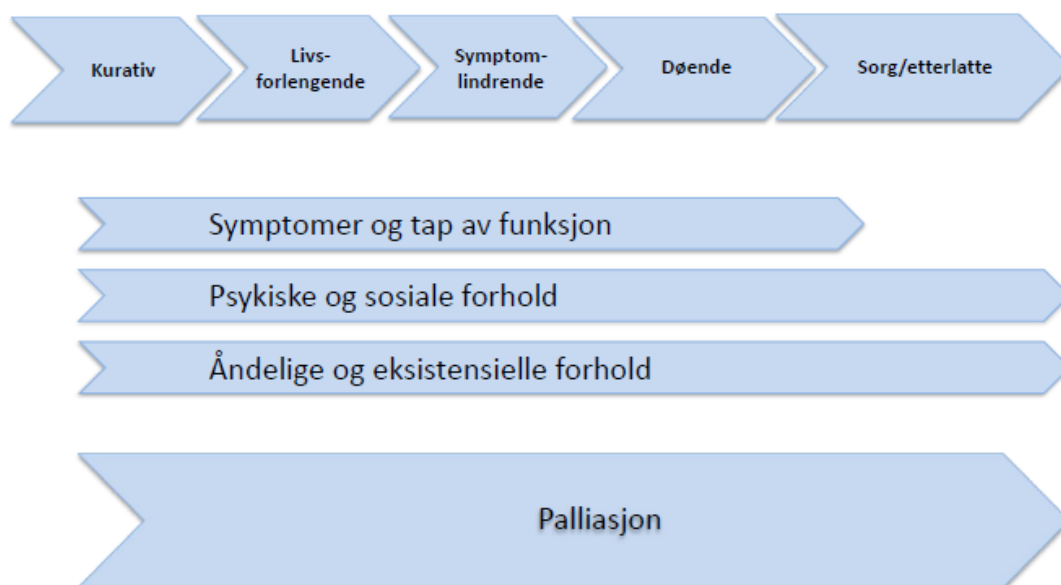 Kurativ
Livs-
forlengende
Symptom-
lindrende
Døende
Sorg/etterlatte
Symptomer og tap av funksjon
Psykiske og sosiale forhold
Åndelige og eksistensielle forhold
Palliasjon